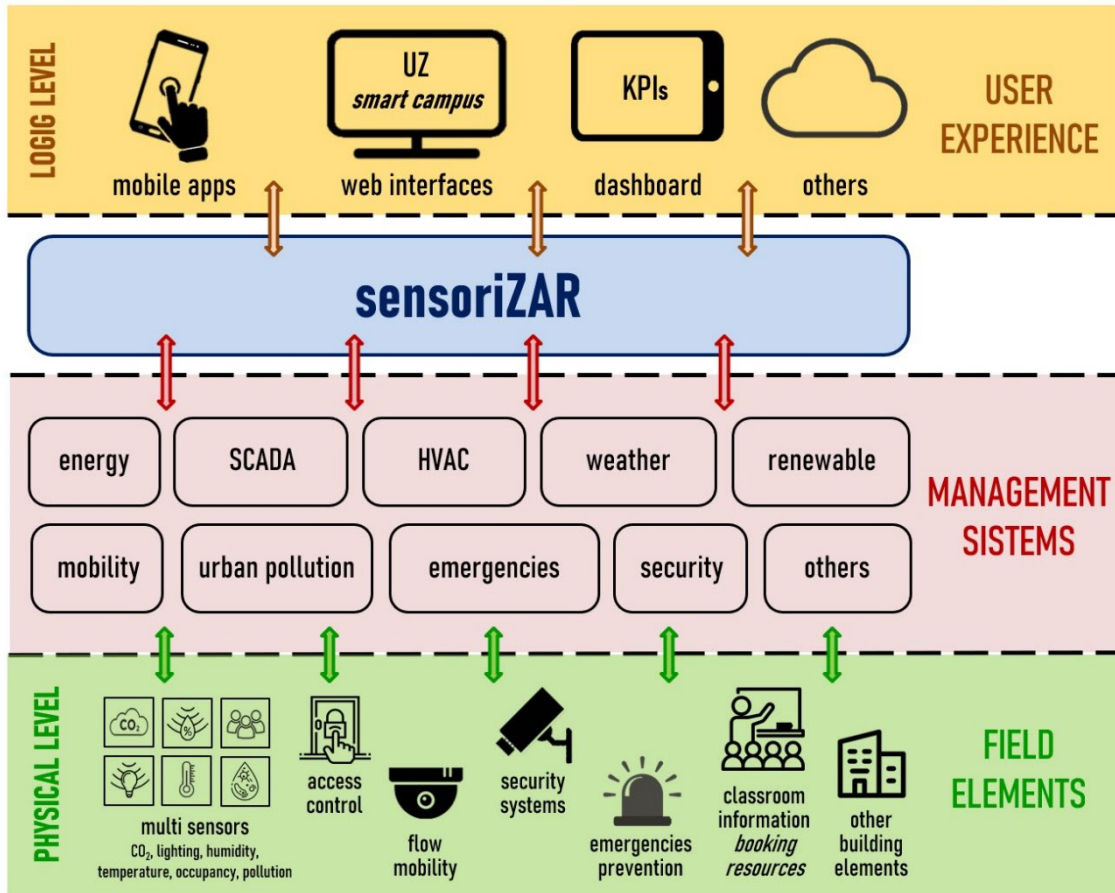 LOGIG LEVEL
UZ
smart campus
KPIs
USER
EXPERIENCE
mobile apps
web interfaces
dashboard
others
sensoriZAR
energy
SCADA
HVAC
weather
renewable
MANAGEMENT
SISTEMS
mobility
urban pollution
emergencies
security
others
PHYSICAL LEVEL
CO₂
%
multi sensors
CO₂, lighting, humidity,
temperature, occupancy, pollution
access
control
flow
mobility
security
systems
emergencies
prevention
classroom
information
booking
resources
other
building
elements
FIELD
ELEMENTS